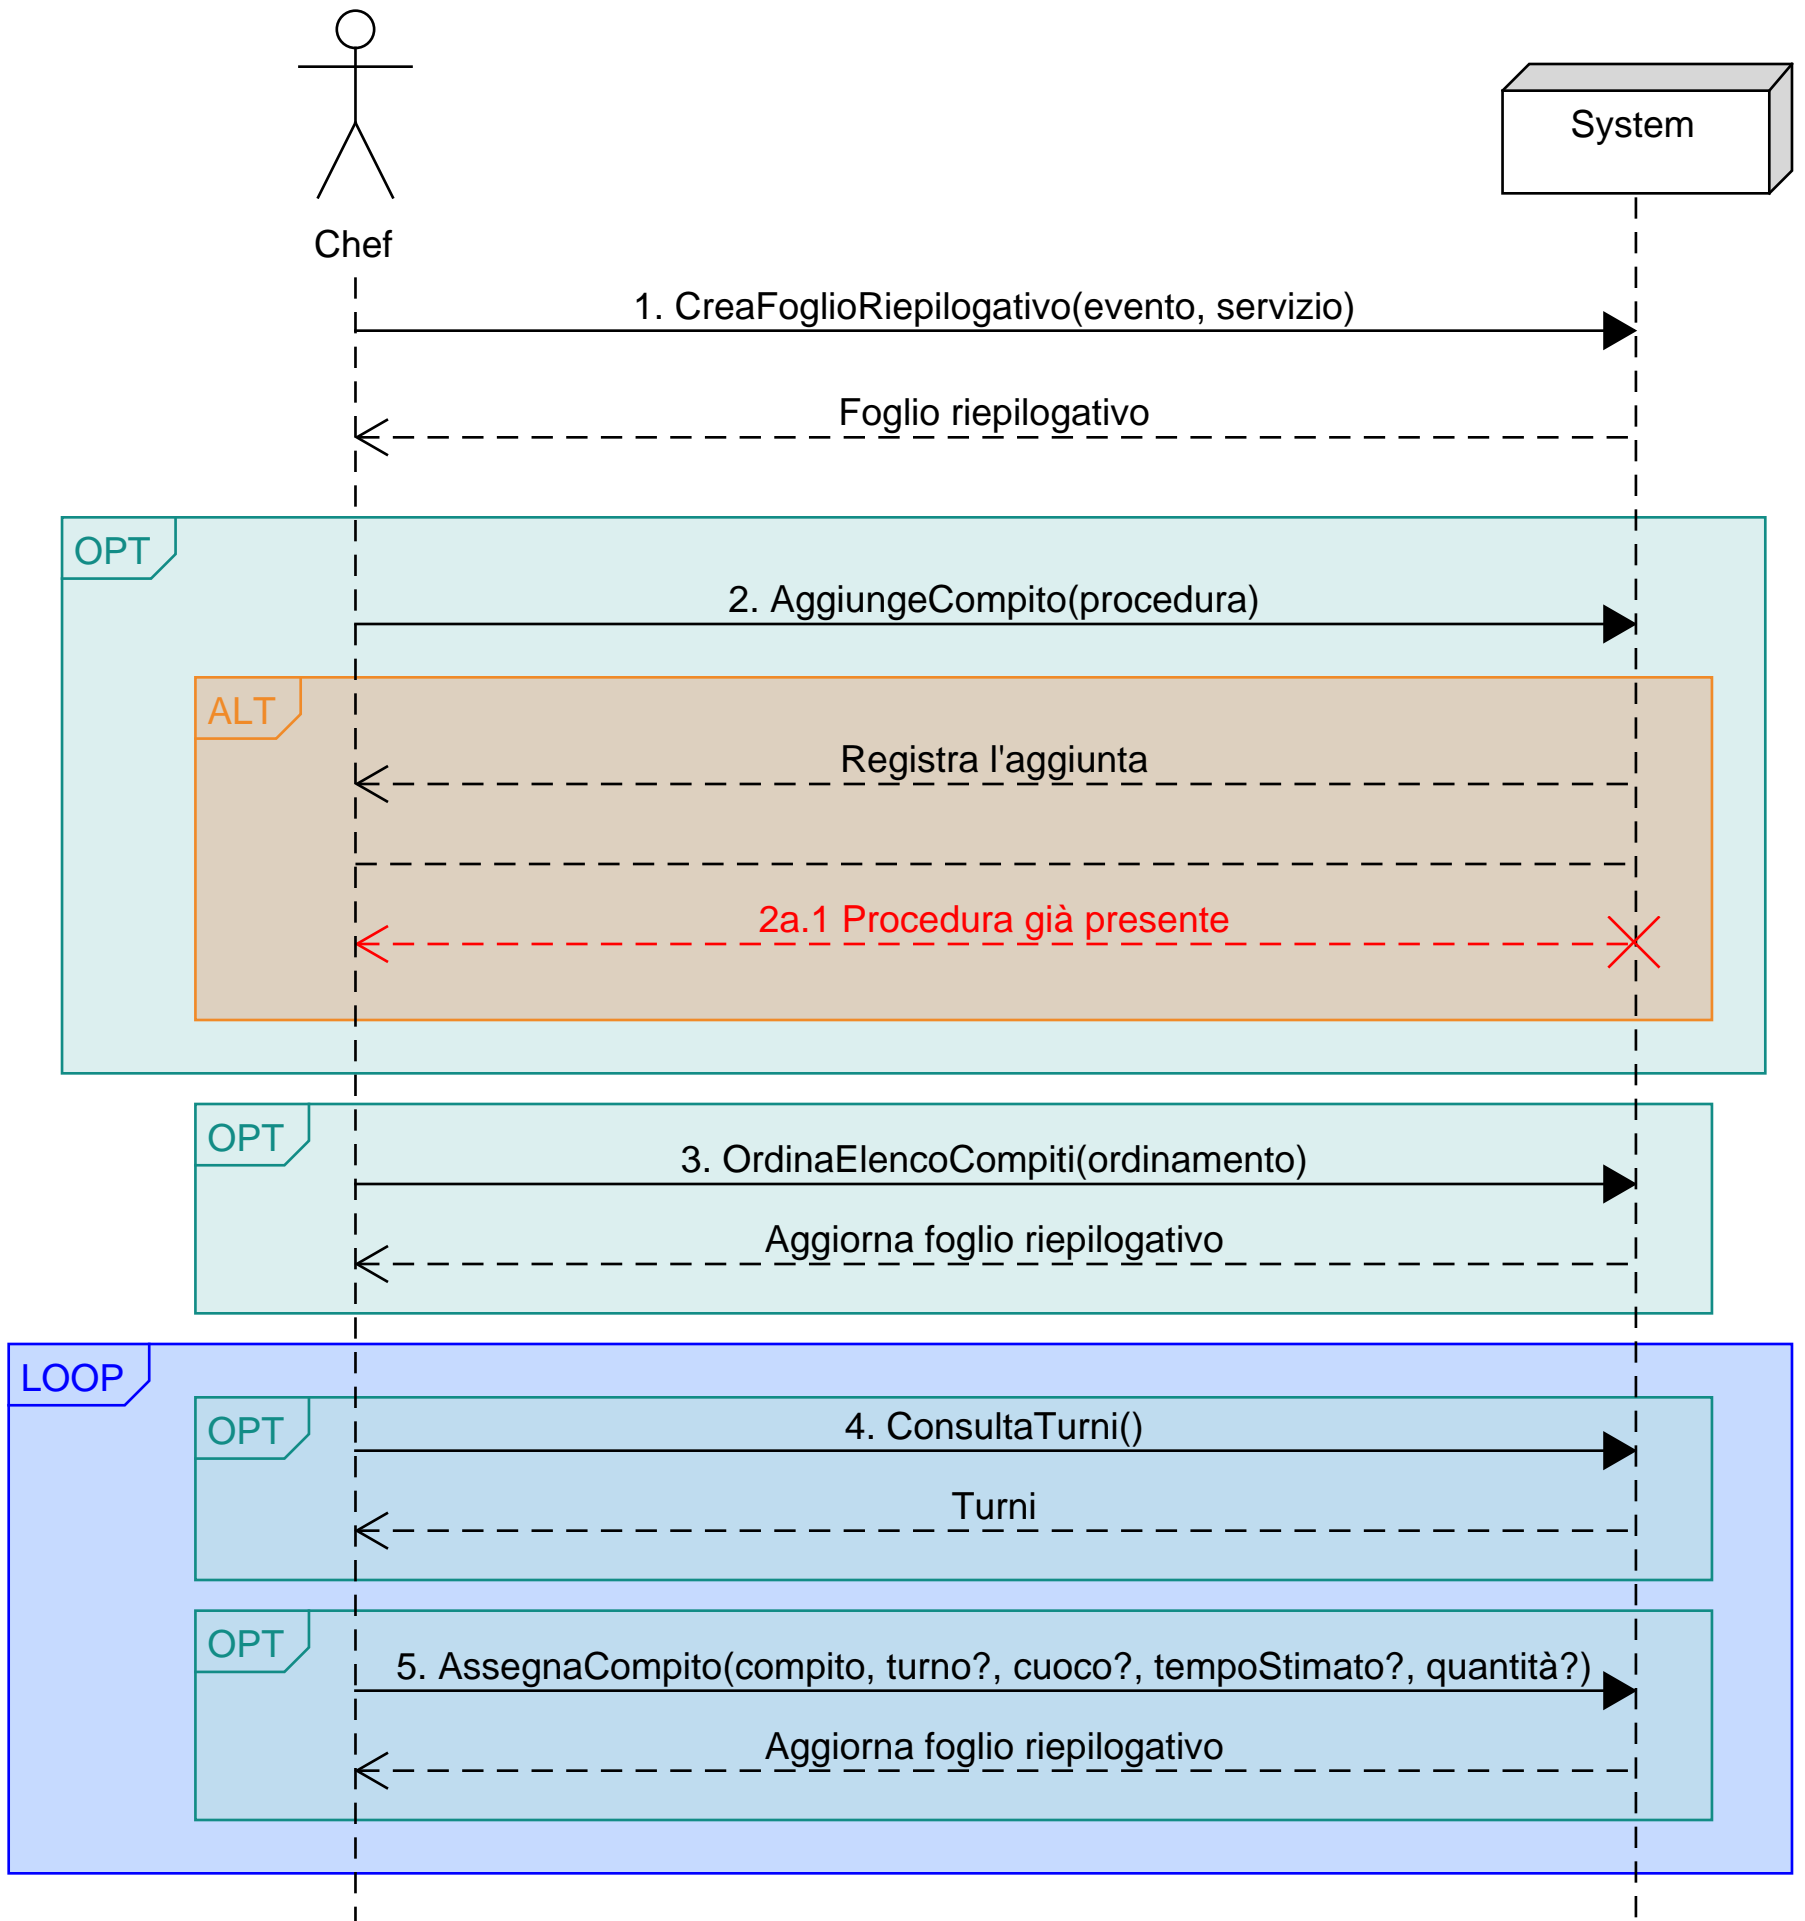 System
Chef
1. CreaFoglioRiepilogativo(evento, servizio)
Foglio riepilogativo
OPT
2. AggiungeCompito(procedura)
ALT
Registra l'aggiunta
2a.1 Procedura già presente
OPT
3. OrdinaElencoCompiti(ordinamento)
Aggiorna foglio riepilogativo
LOOP
OPT
4. ConsultaTurni()
Turni
OPT
5. AssegnaCompito(compito, turno?, cuoco?, tempoStimato?, quantità?)
Aggiorna foglio riepilogativo